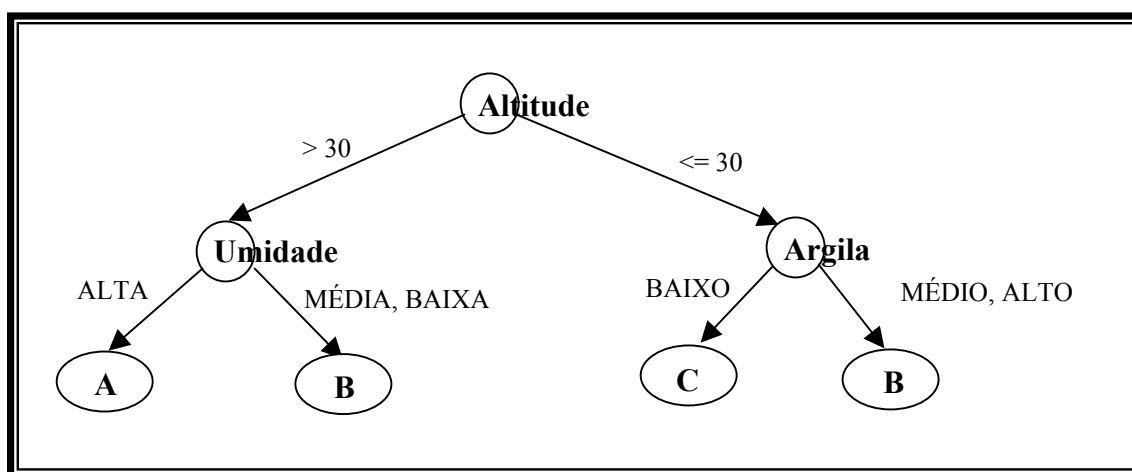 Altitude
> 30
<= 30
Umidade
Argila
ALTA
MÉDIA, BAIXA
BAIXO
MÉDIO, ALTO
A
B
C
B